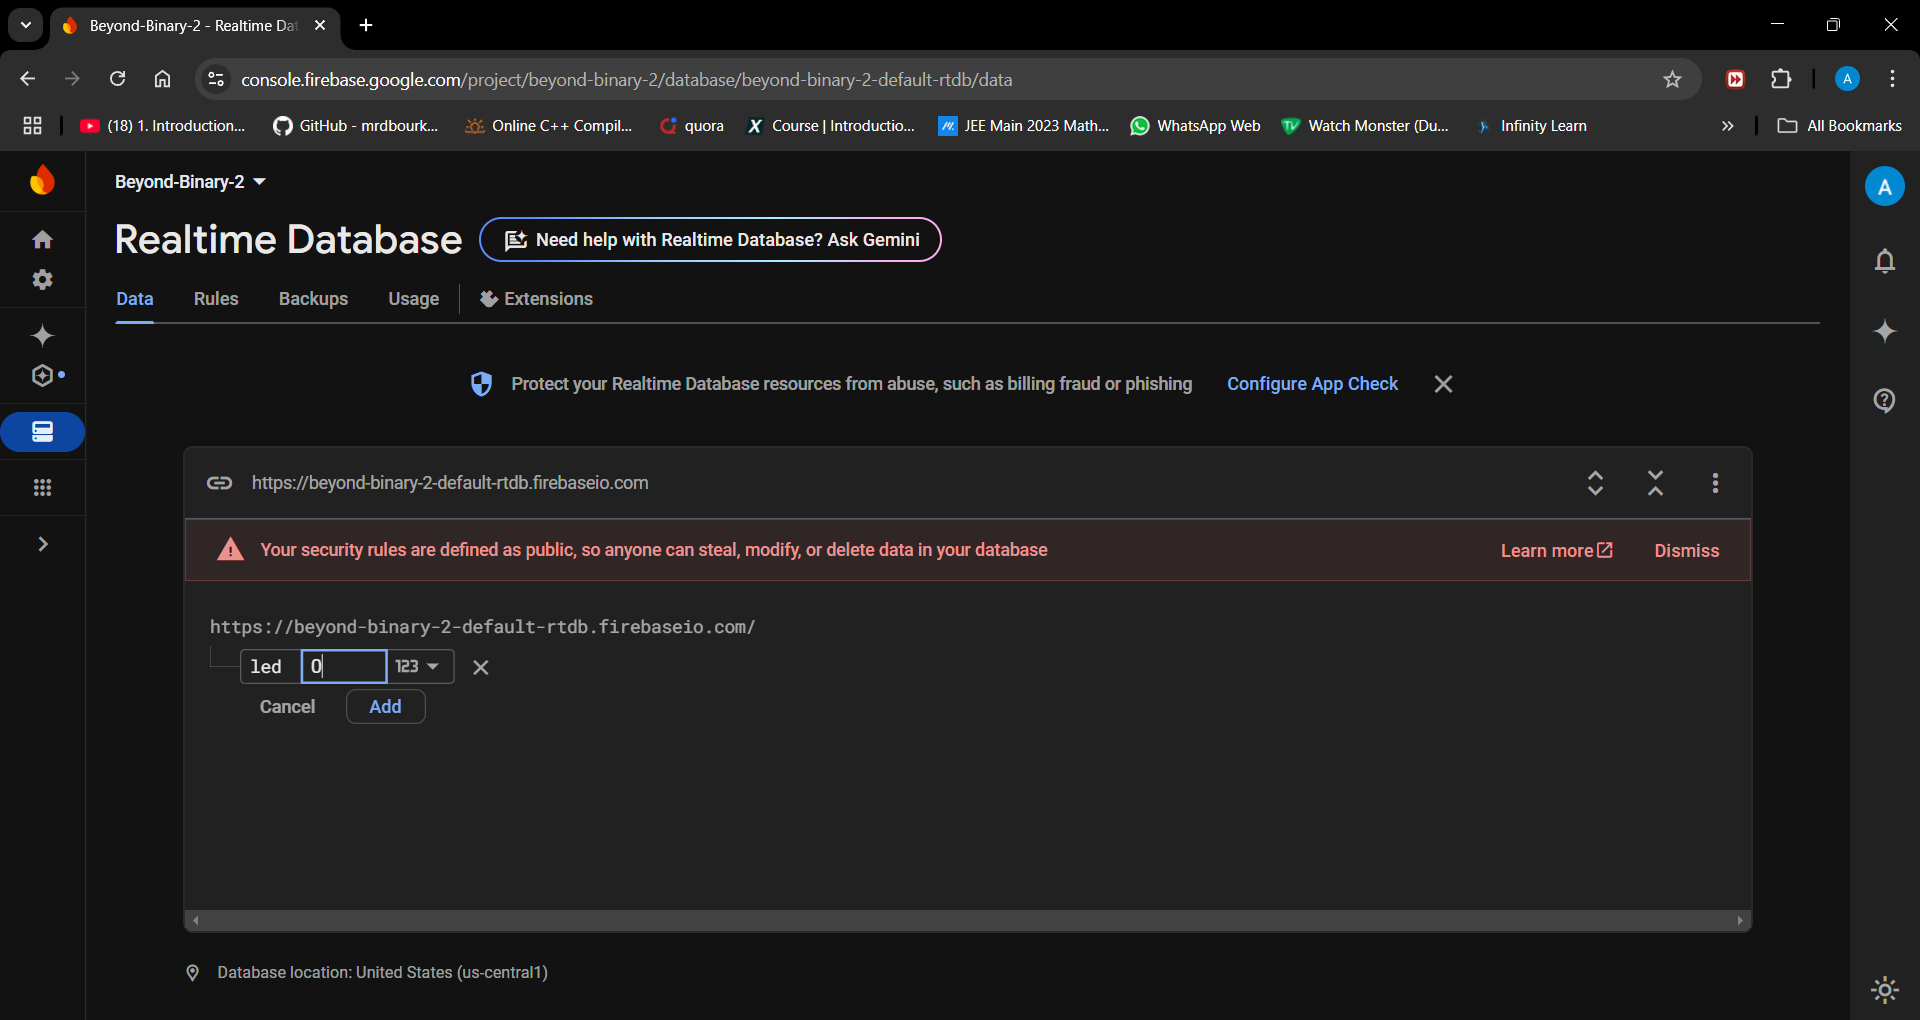 Beyond-Binary-2 - Realtime Dat
console.firebase.google.com/project/beyond-binary-2/database/beyond-binary-2-default-rtdb/data
A
(18) 1. Introduction...
GitHub - mrdbourk...
Online C++ Compil...
quora
Course | Introductio...
JEE Main 2023 Math...
WhatsApp Web
Watch Monster (Du...
Infinity Learn
All Bookmarks
Beyond-Binary-2
A
Realtime Database
Need help with Realtime Database? Ask Gemini
Data
Rules
Backups
Usage
Extensions
Protect your Realtime Database resources from abuse, such as billing fraud or phishing
Configure App Check
https://beyond-binary-2-default-rtdb.firebaseio.com
Your security rules are defined as public, so anyone can steal, modify, or delete data in your database
Learn more
Dismiss
https://beyond-binary-2-default-rtdb.firebaseio.com/
led
0
123
Cancel
Add
Database location: United States (us-central1)